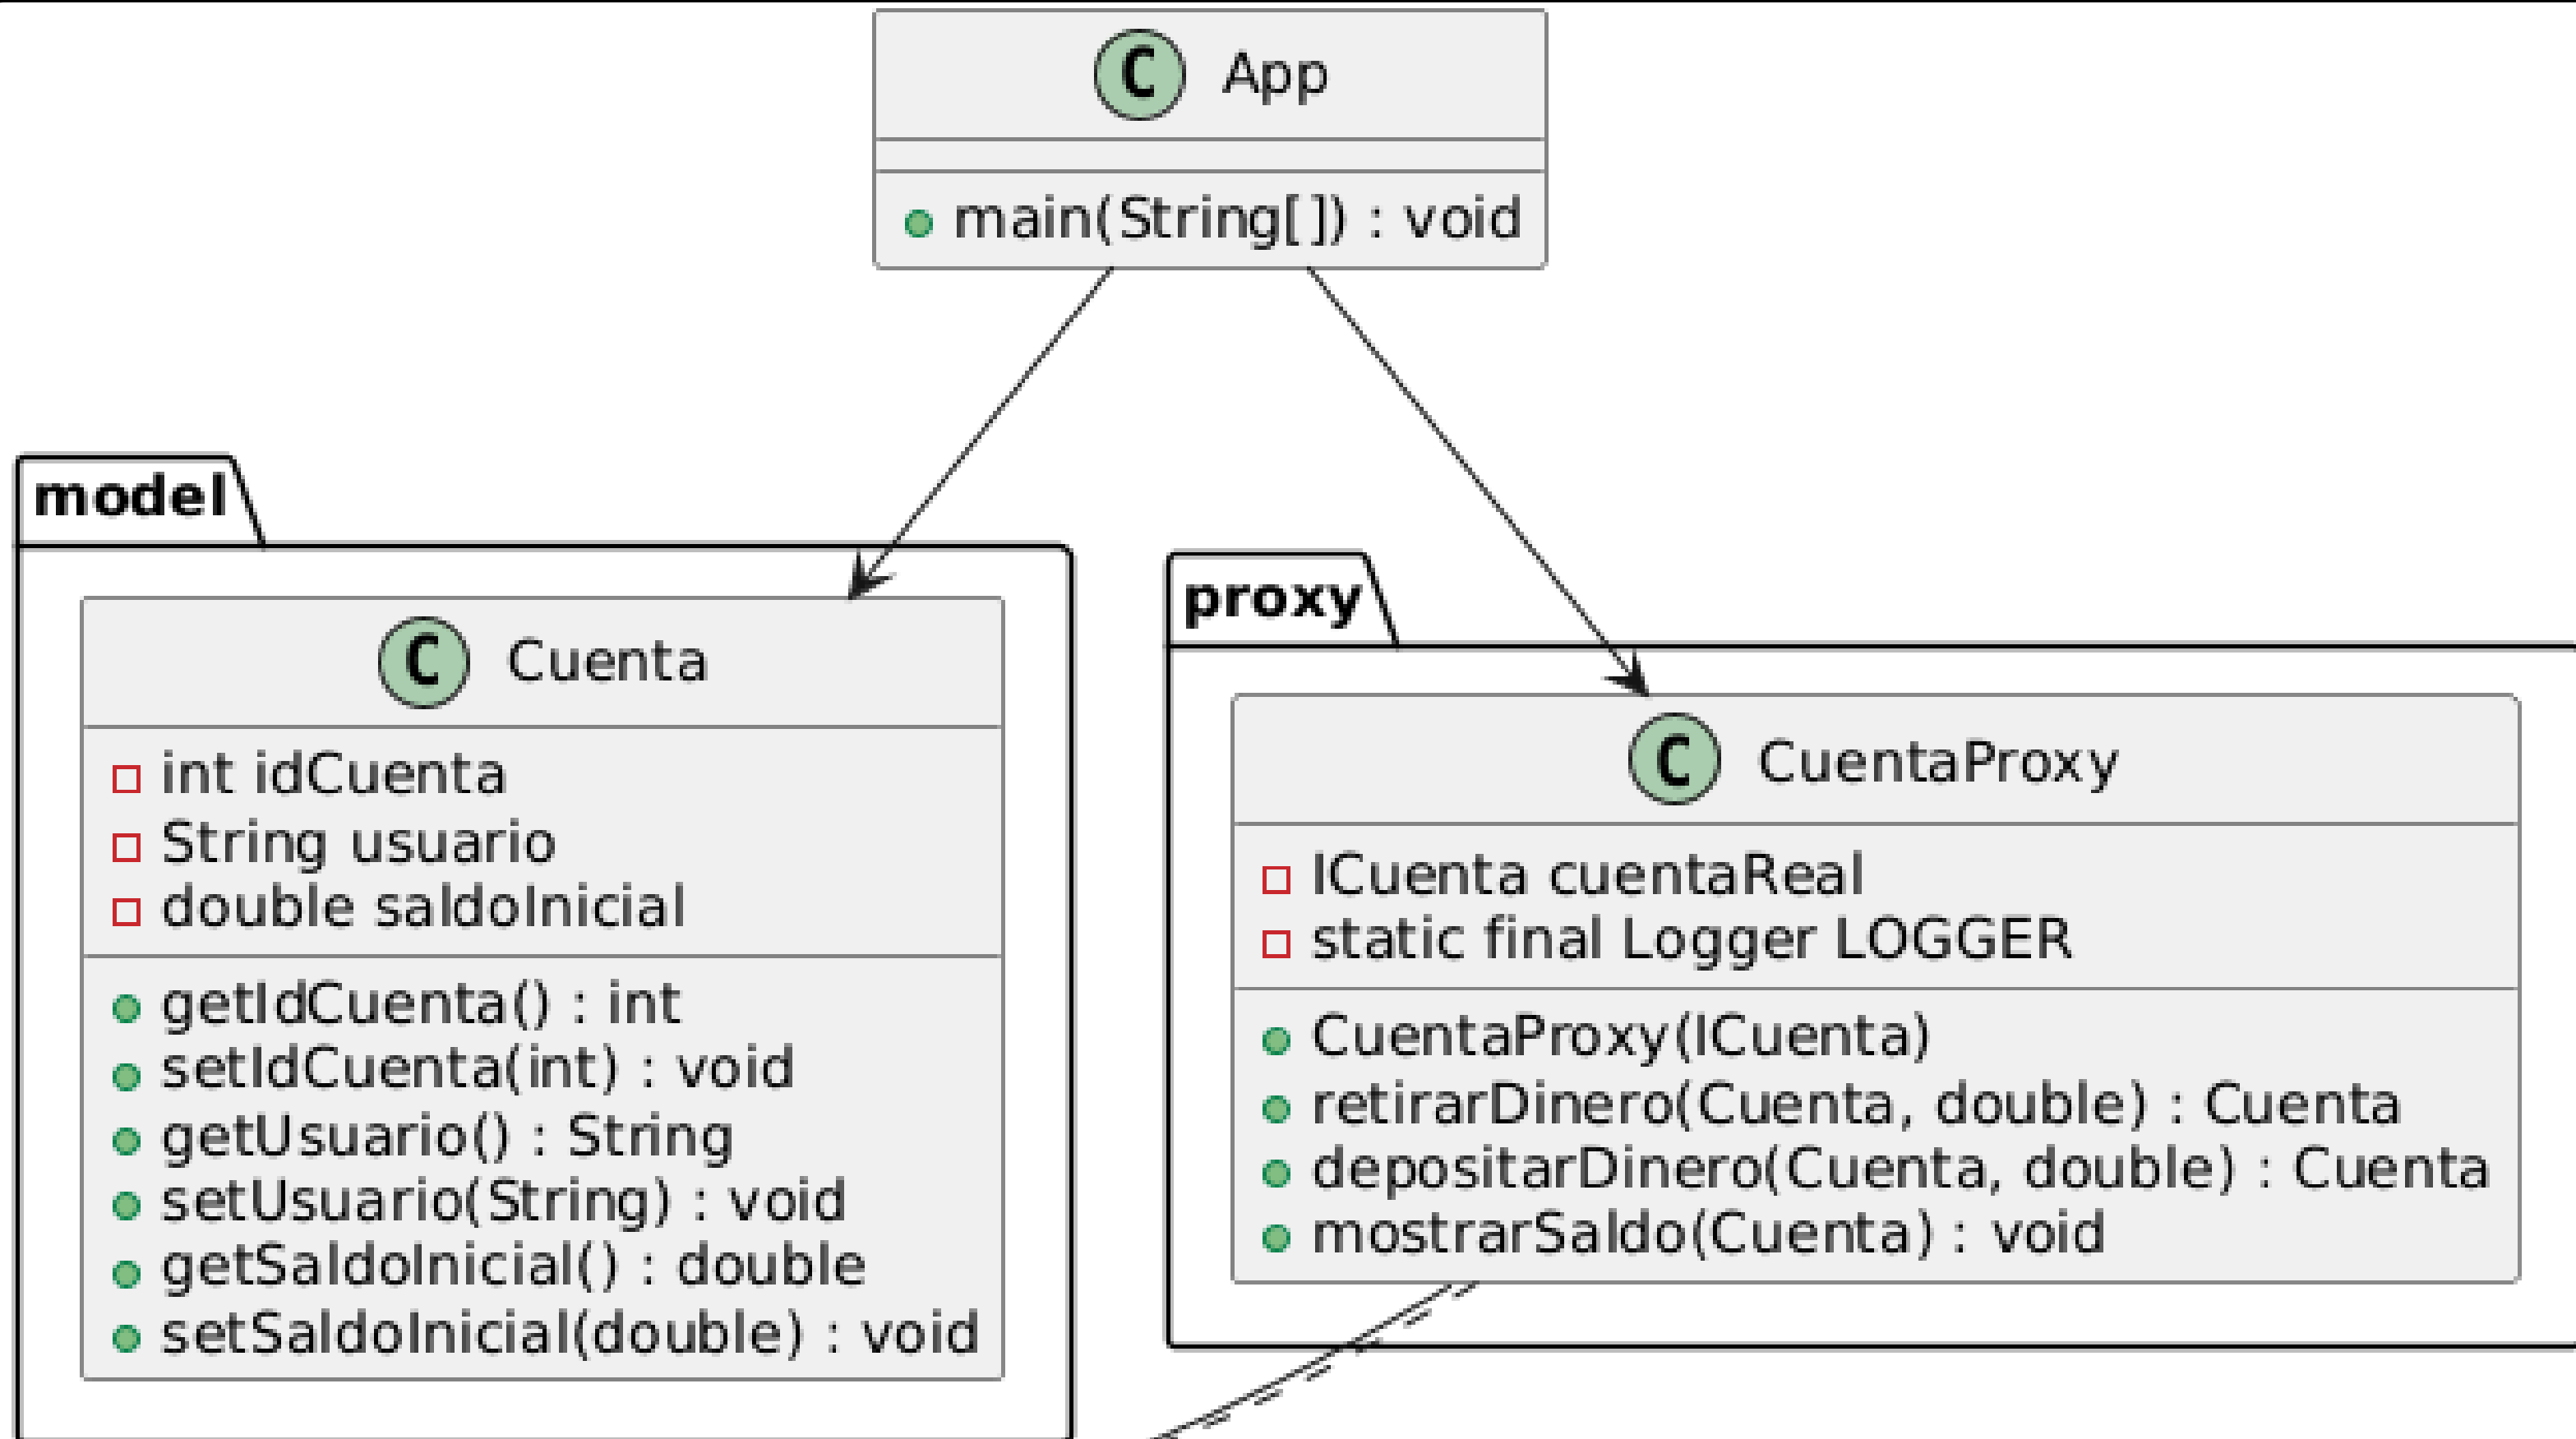 C App
main(String[]) : void
model
C Cuenta
int idCuenta
String usuario
double saldoInicial
getIdCuenta() : int
setIdCuenta(int) : void
getUsuario() : String
setUsuario(String) : void
getSaldoInicial() : double
setSaldoInicial(double) : void
proxy
C CuentaProxy
ICuenta cuentaReal
static final Logger LOGGER
CuentaProxy(ICuenta)
retirarDinero(Cuenta, double) : Cuenta
depositarDinero(Cuenta, double) : Cuenta
mostrarSaldo(Cuenta) : void